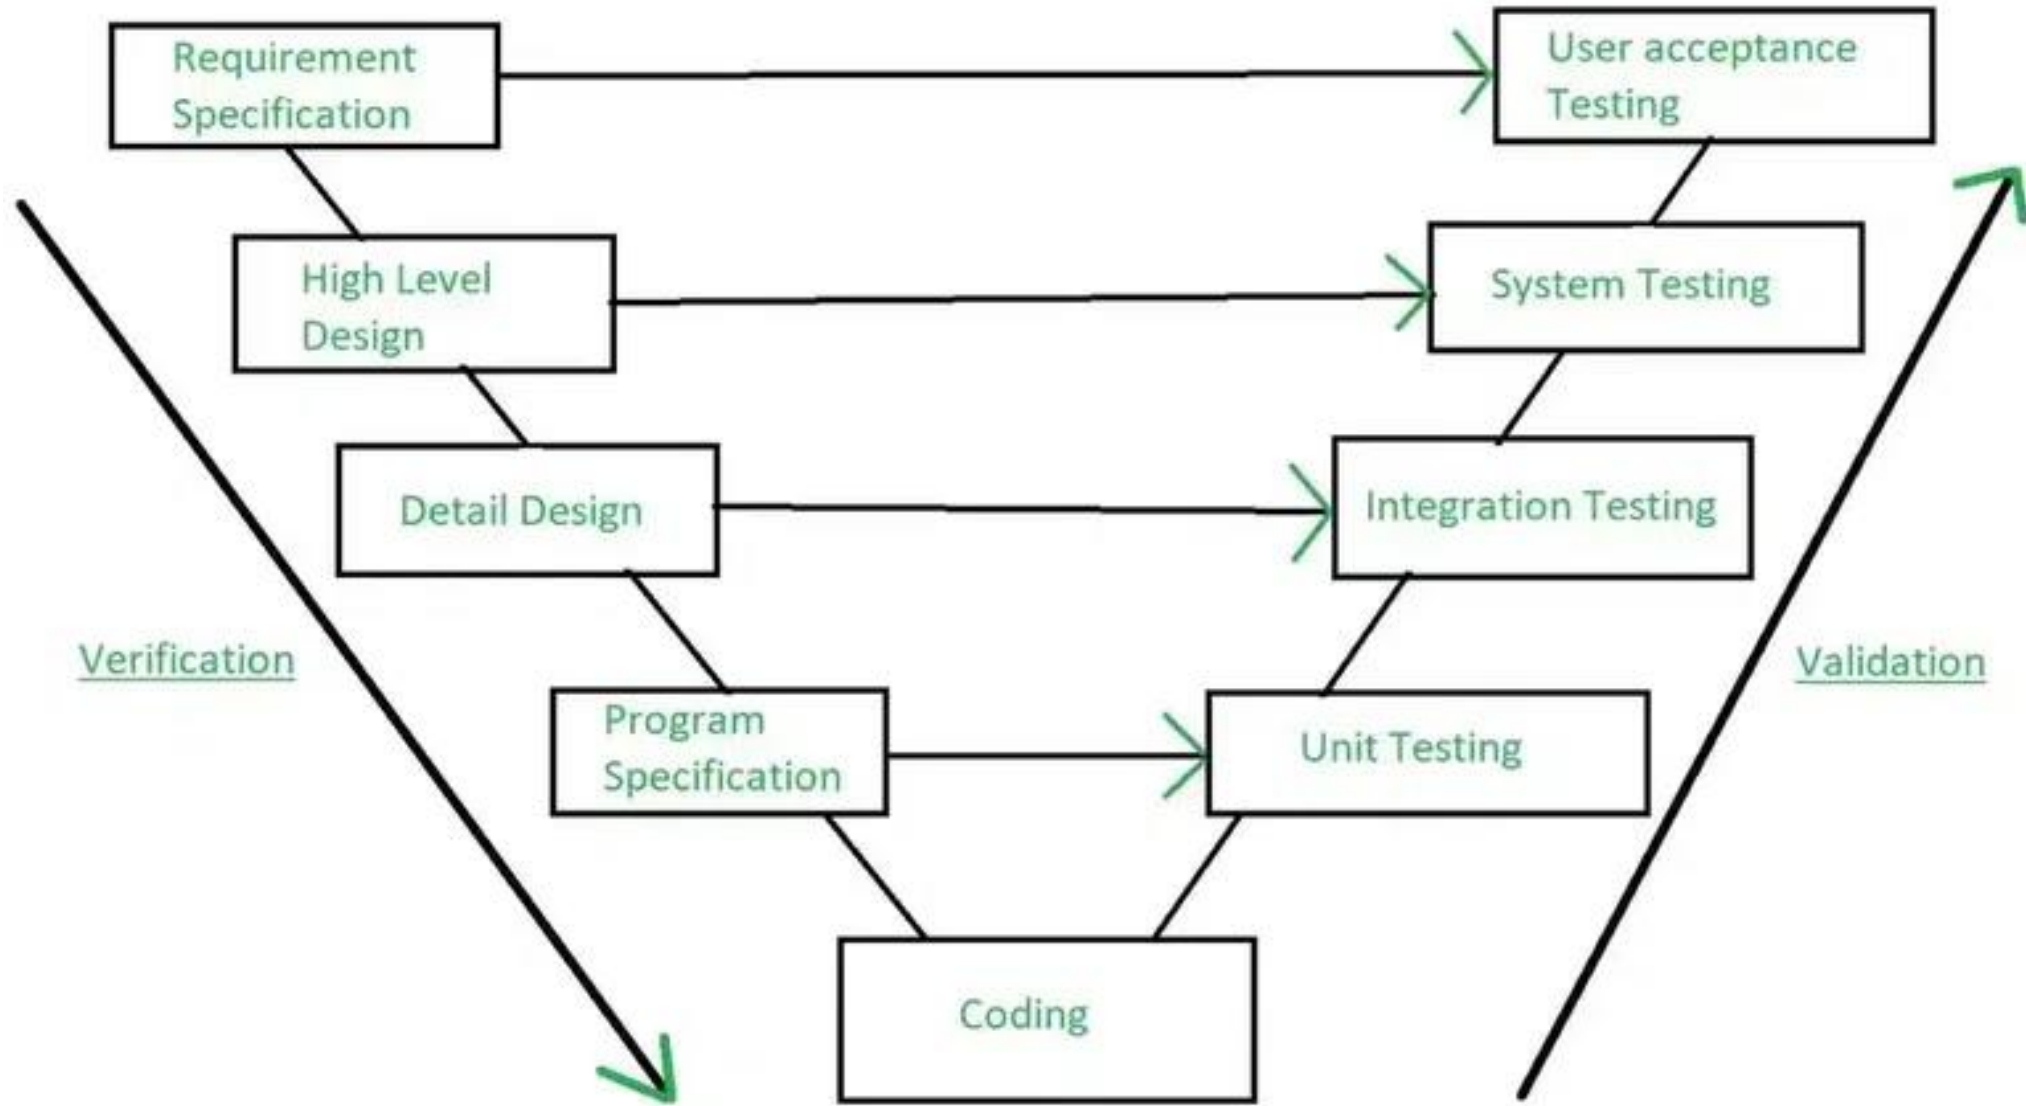 Requirement
Specification
User acceptance
Testing
High Level
Design
System Testing
Detail Design
Integration Testing
Verification
Validation
Program
Specification
Unit Testing
Coding